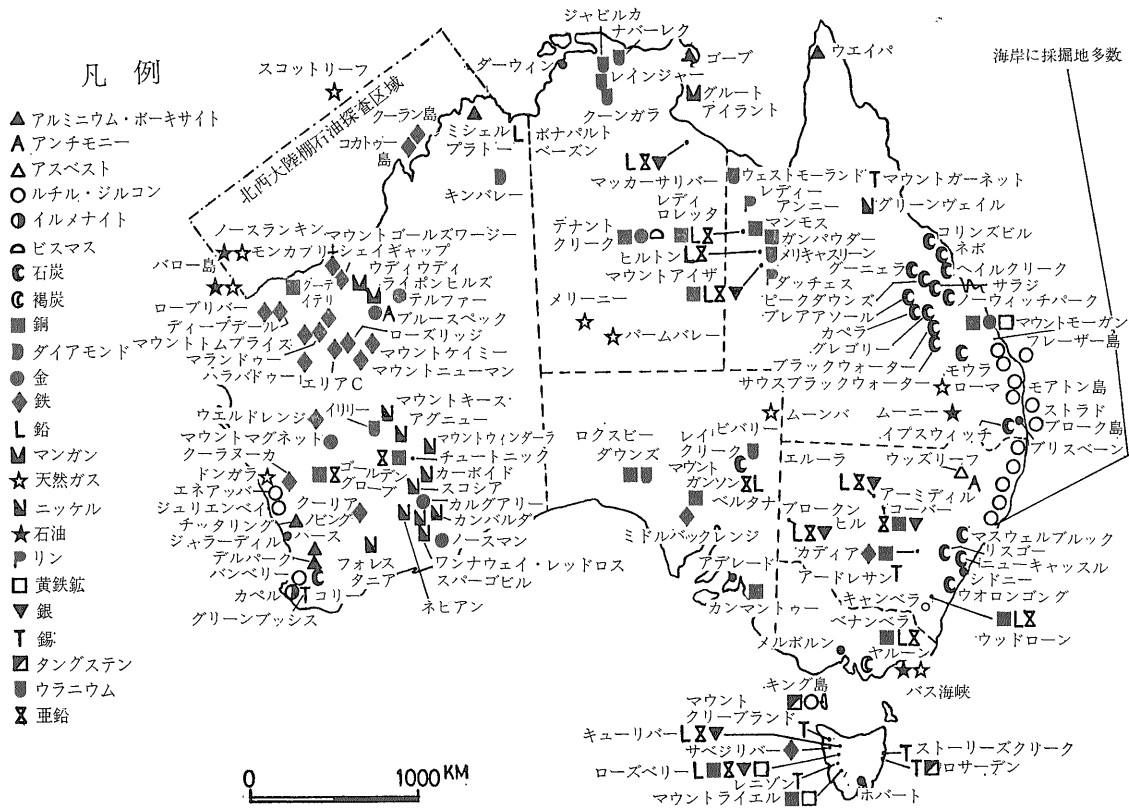 凡 例
アルミニウム・ボーキサイト
アンチモニー
アスベスト
ルチル・ジルコン
イルメナイト
ビスマス
石炭
褐炭
銅
ダイアモンド
金
鉄
鉛
マンガン
天然ガス
ニッケル
石油
リン
黄鉄鉱
銀
錫
タングステン
ウラニウム
亜鉛
スコットリーフ
北西大陸棚石油探査区域
クーラン島
コカトゥー
島
ミシェル
プラトー
ボナパルト
ベーズン
キンバレー
ダーウィン
ジャビルカ
ナバーレク
レインジャー
クーンガラ
ゴーブ
グルート
アイラント
ウエイパ
海岸に採掘地多数
マッカーサリバー
ウェストモーランド
レディー
アンニー
マウントガーネット
グリーンヴェイル
テナント
クリーク
レディ
ロレッタ
ヒルトン
マウントアイザ
マンモス
ガンパウダー
メリキャスリーン
ダッチェス
メリーニー
パームバレー
コリンズビル
ネボ
グーニェラ
ヘイルクリーク
サラジ
ピークダウンズ
ノーウィッチパーク
ブレアアソール
カペラ
グレゴリー
マウントモーガン
フレーザー島
ブラックウォーター
サウスブラックウォーター
モウラ
ローマ
モアトン島
ムーニー
ストラド
ブローク島
イプスウィッチ
ブリスベーン
ノースランキン
モンカブリ
バロー島
マウントゴールズワージー
シェイギャップ
ウディウディ
ライポンヒルズ
テルファー
ブルースペック
グーテ
イテリ
ローブリバー
ディープデール
マウントトムプライズ
マランドゥー
ハラバドゥー
エリアC
ローズリッジ
マウントケイミー
マウントニューマン
ウエルドレンジ
イリリー
マウントキース
アグニュー
マウントマグネット
マウントウィンダーラ
クーラヌーカ
チュートニック
ゴールデン
グローブ
カーボイド
ドンガラ
スコシア
エネアッバー
ジュリエンベイ
クーリア
カルグアリー
カンバルダ
チッタリング
ノピング
ジャラーディル
パース
ノースマン
デルパーク
フォレス
タニア
ワンナウェイ・レッドロス
スパーゴビル
バンベリー
カペル
コリー
グリーンブッシス
ネピアン
ムーンバ
ロクスビー
ダウンズ
レイ
クリーク
ビバリー
マウント
ガンソン
ベルタナ
ミドルバックレンジ
アデレード
カンマントゥー
エルーラ
ウッズリーフ
アーミディル
コーバー
ブロークン
ヒル
カディア
アードレサン
マスウェルブルック
リスゴー
ニューキャッスル
シドニー
ウオロンゴング
キャンベラ
ベナンベラ
ウッドローン
メルボルン
ヤルーン
バス海峡
キング島
マウント
クリーブランド
キューリバー
サベジリバー
ローズベリー
レニゾン
マウントライエル
ストーリーズクリーク
ロサーデン
ホバート
0 1000 KM